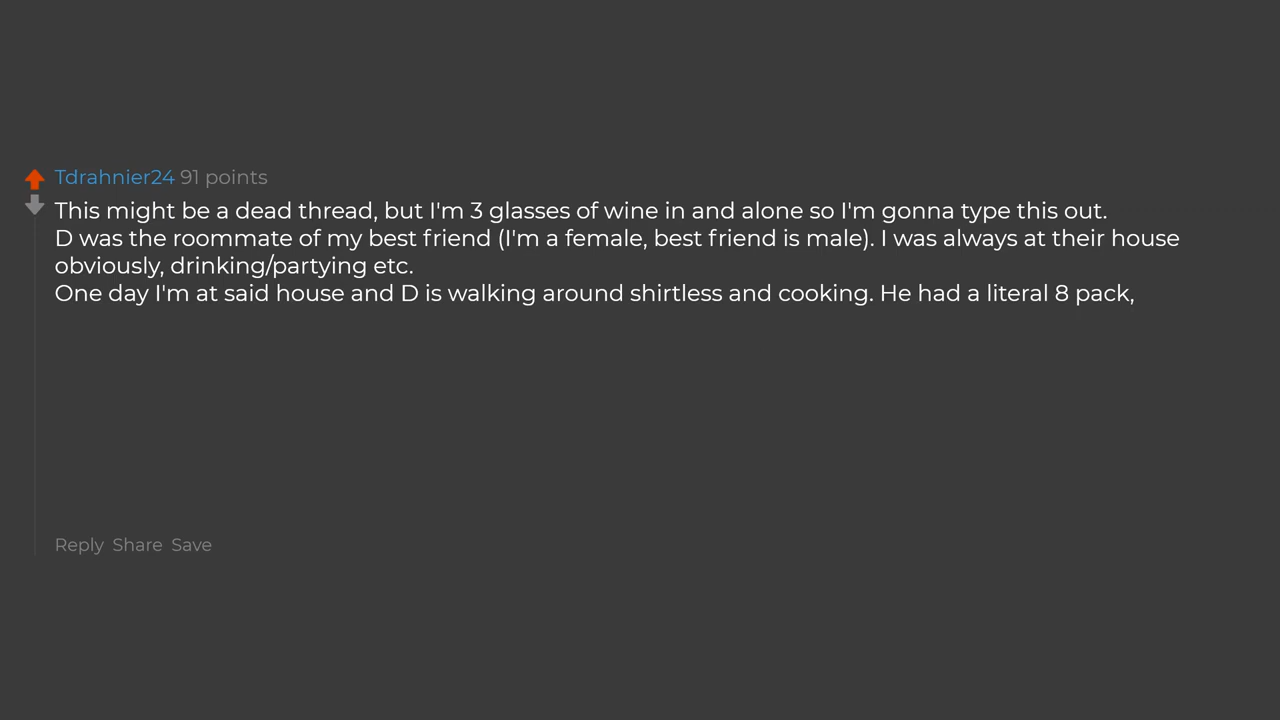 Tdrahnier24 91 points
This might be a dead thread, but I'm 3 glasses of wine in and alone so I'm gonna type this out.
D was the roommate of my best friend (I'm a female, best friend is male). I was always at their house
obviously, drinking/partying etc.
One day I'm at said house and D is walking around shirtless and cooking. He had a literal 8 pack,
Reply Share Save